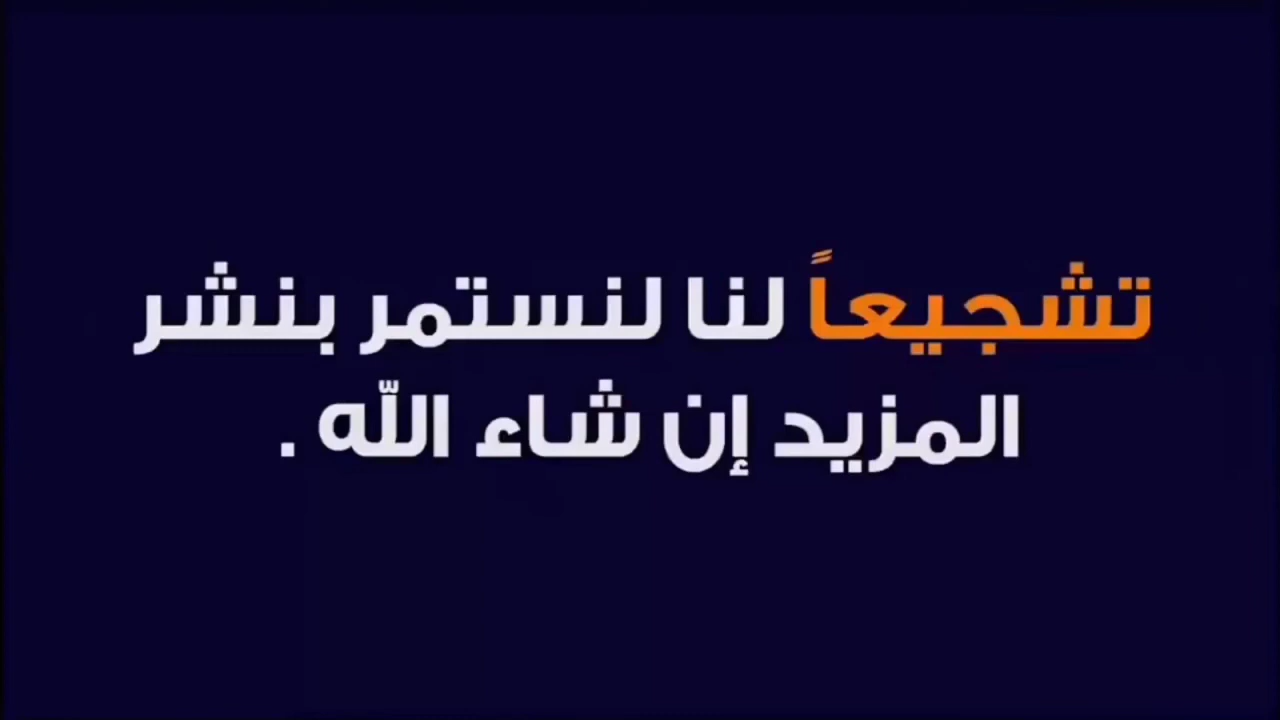 تشجيعاً لنا لنستمر بنشر
المزيد إن شاء اللّه .